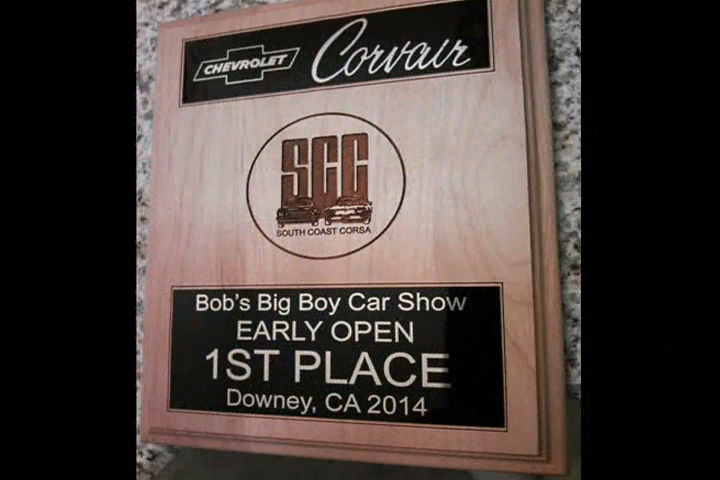 CHEVROLET Corvair
SCC
SOUTH COAST CORSA
Bob's Big Boy Car Show
EARLY OPEN
1ST PLACE
Downey, CA 2014